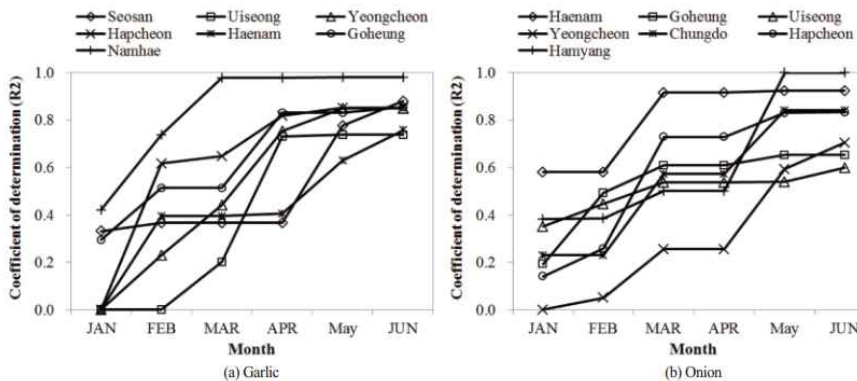 Seosan Uiseong Yeongcheon
Hapcheon Haenam Goheung
Namhae
Coefficient of determination (R2)
1.0
0.8
0.6
0.4
0.2
0.0
JAN FEB MAR APR May JUN
Month
(a) Garlic
Haenam Goheung Uiseong
Yeongcheon Chungdo Hapcheon
Hamyang
Coefficient of determination (R2)
1.0
0.8
0.6
0.4
0.2
0.0
JAN FEB MAR APR May JUN
Month
(b) Onion